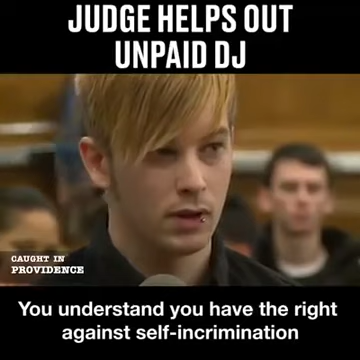 JUDGE HELPS OUT
UNPAID DJ
CAUGHT IN
PROVIDENCE
You understand you have the right
against self-incrimination